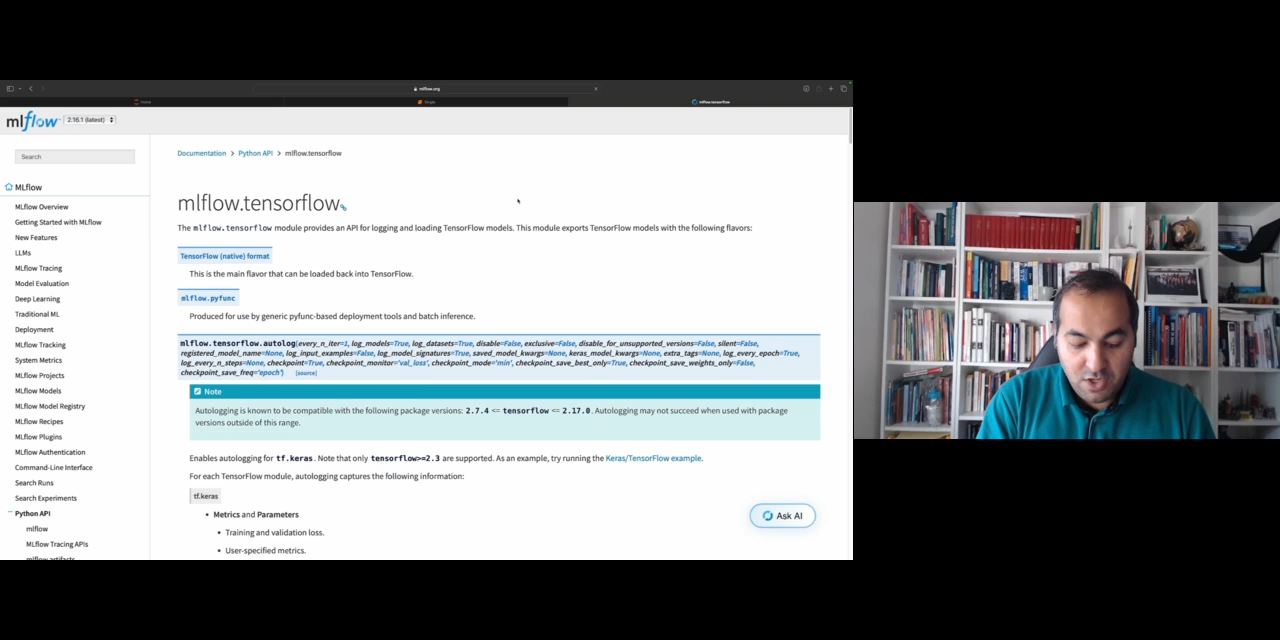 mlflow.org
Home
Single
mlflow.tensorflow
mlflow 2.16.1 (latest)
Search
Documentation > Python API > mlflow.tensorflow
MLflow
MLflow Overview
Getting Started with MLflow
New Features
LLMs
MLflow Tracing
Model Evaluation
Deep Learning
Traditional ML
Deployment
MLflow Tracking
System Metrics
MLflow Projects
MLflow Models
MLflow Model Registry
MLflow Recipes
MLflow Plugins
MLflow Authentication
Command-Line Interface
Search Runs
Search Experiments
Python API
mlflow
MLflow Tracing APIs
mlflow.artifacts
mlflow.tensorflow
The mlflow.tensorflow module provides an API for logging and loading TensorFlow models. This module exports TensorFlow models with the following flavors:
TensorFlow (native) format
This is the main flavor that can be loaded back into TensorFlow.
mlflow.pyfunc
Produced for use by generic pyfunc-based deployment tools and batch inference.
mlflow.tensorflow.autolog(every_n_iter=1, log_models=True, log_datasets=True, disable=False, exclusive=False, disable_for_unsupported_versions=False, silent=False,
registered_model_name=None, log_input_examples=False, log_model_signatures=True, saved_model_kwargs=None, keras_model_kwargs=None, extra_tags=None, log_every_epoch=True,
log_every_n_steps=None, checkpoint=True, checkpoint_monitor='val_loss', checkpoint_mode='min', checkpoint_save_best_only=True, checkpoint_save_weights_only=False,
checkpoint_save_freq='epoch') [source]
Note
Autologging is known to be compatible with the following package versions: 2.7.4 <= tensorflow <= 2.17.0. Autologging may not succeed when used with package
versions outside of this range.
Enables autologging for tf.keras. Note that only tensorflow>=2.3 are supported. As an example, try running the Keras/TensorFlow example.
For each TensorFlow module, autologging captures the following information:
tf.keras
• Metrics and Parameters
• Training and validation loss.
• User-specified metrics.
Ask AI